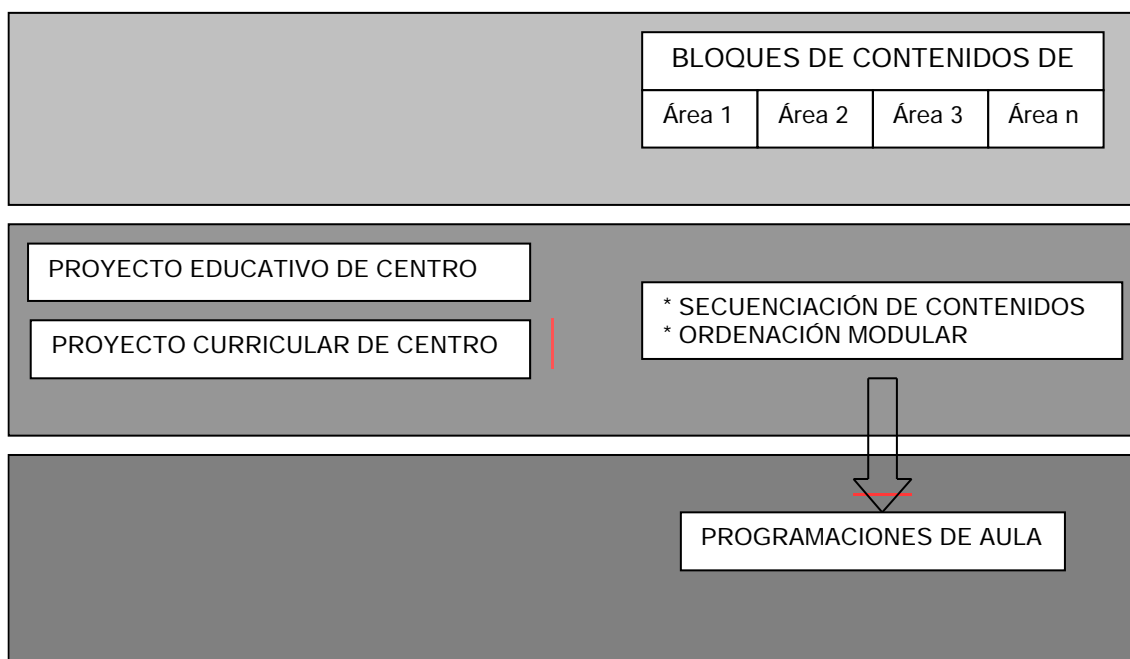 BLOQUES DE CONTENIDOS DE
Área 1 Área 2 Área 3 Área n
PROYECTO EDUCATIVO DE CENTRO
PROYECTO CURRICULAR DE CENTRO
* SECUENCIACIÓN DE CONTENIDOS
* ORDENACIÓN MODULAR
PROGRAMACIONES DE AULA